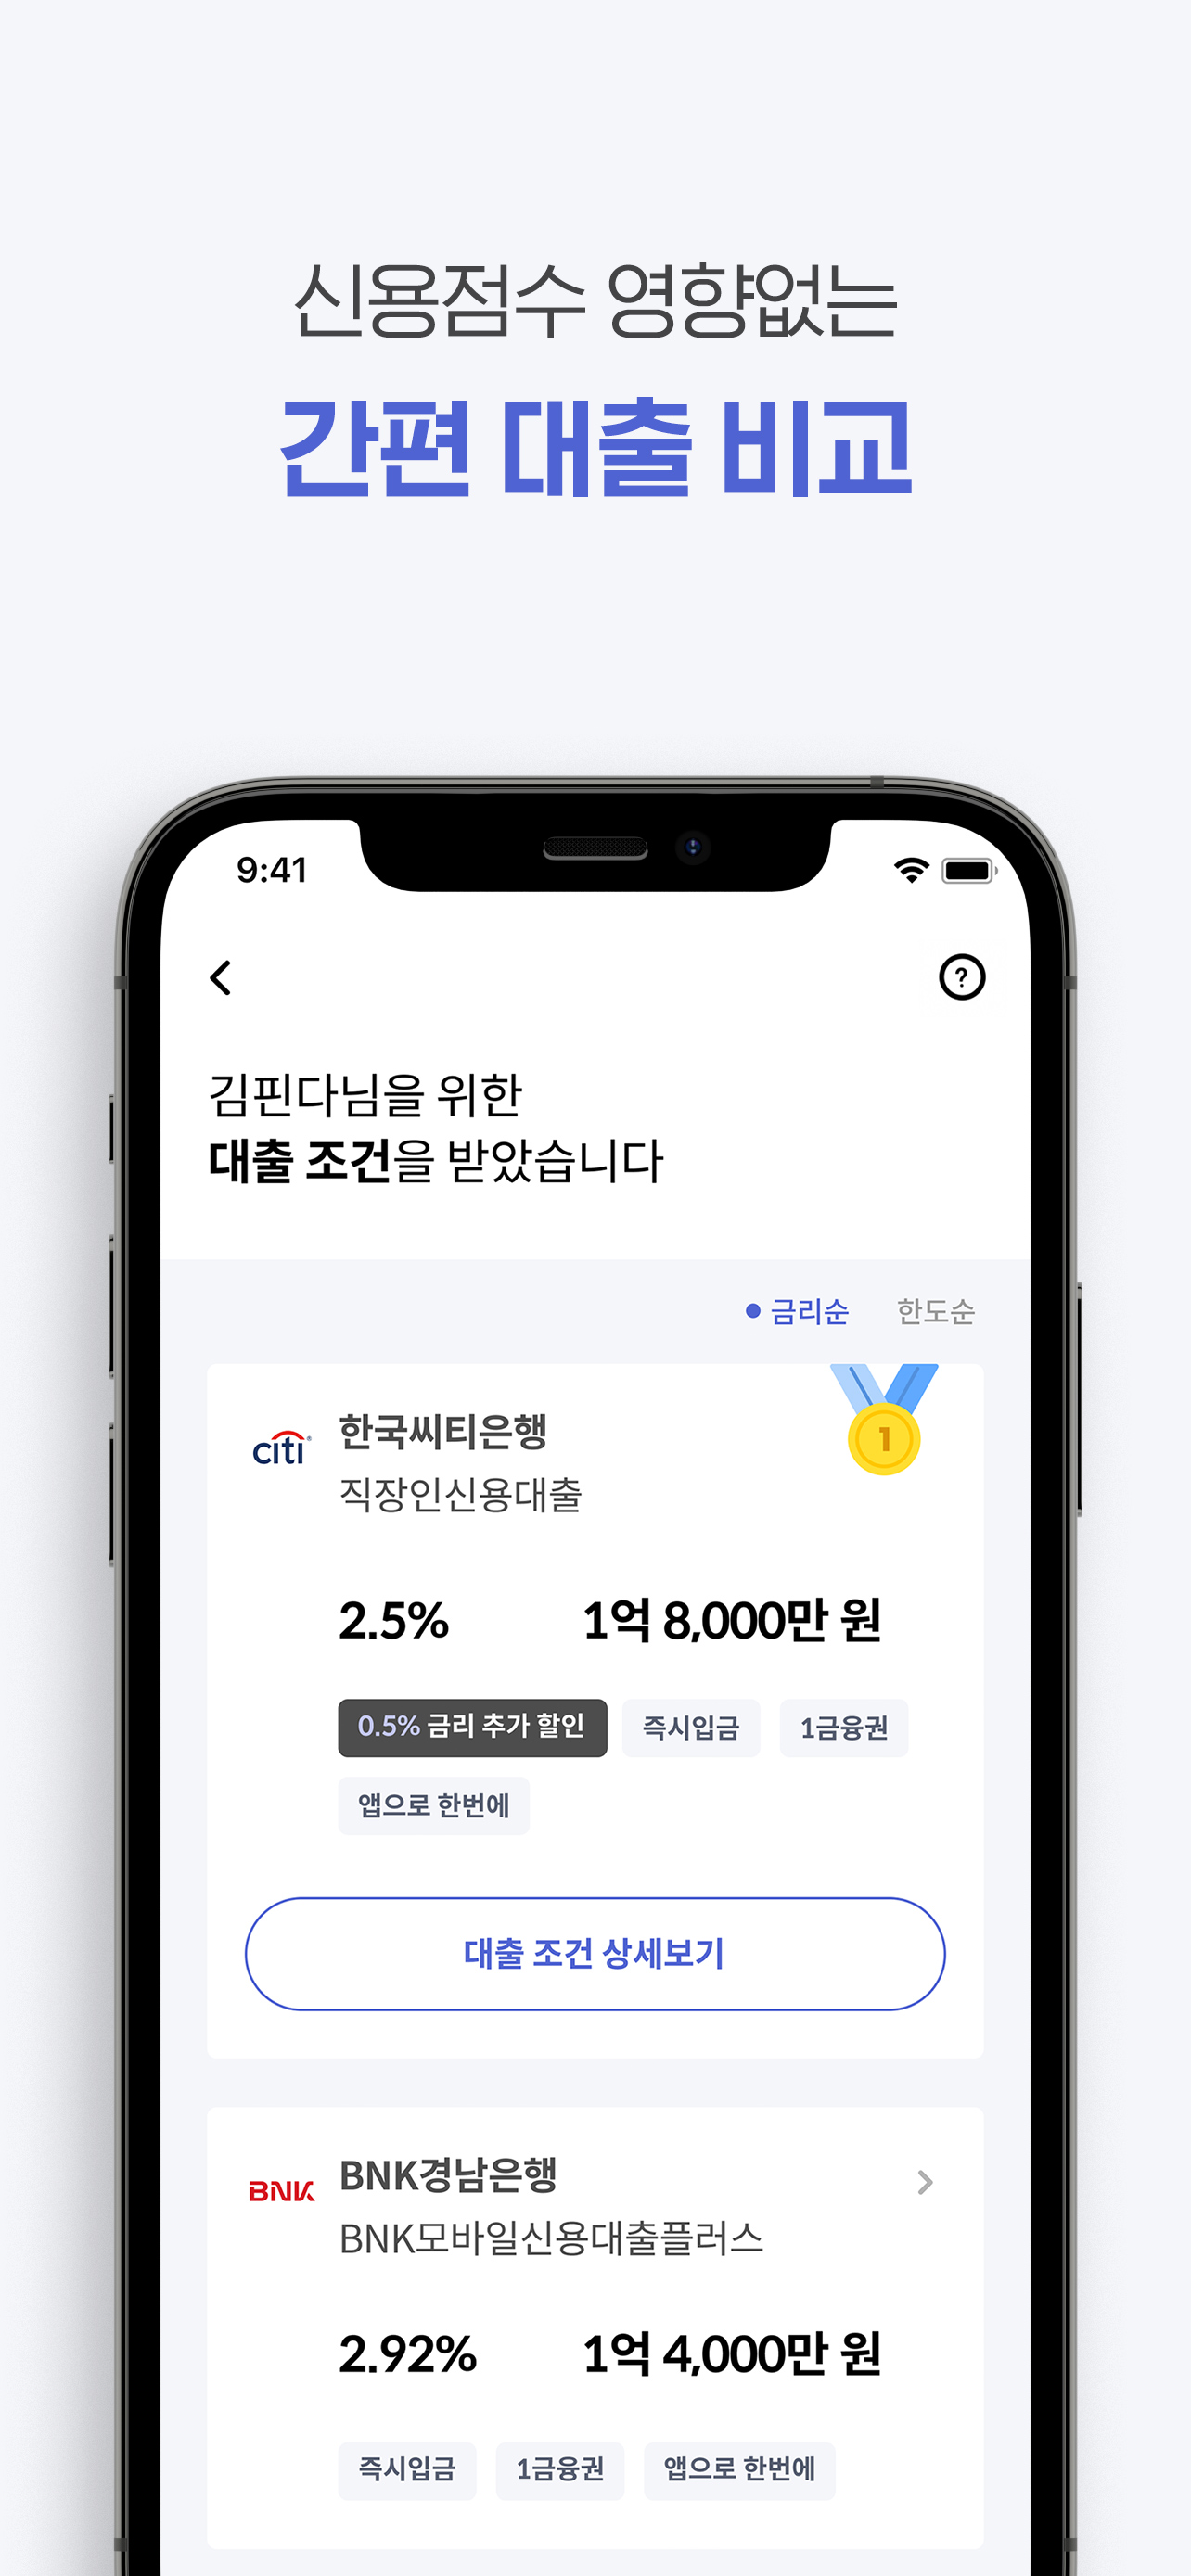 신용점수 영향없는
간편 대출 비교
9:41
?
김핀다님을 위한
대출 조건을 받았습니다
금리순 한도순
1
citi
한국씨티은행
직장인신용대출
2.5% 1억 8,000만 원
0.5% 금리 추가 할인 즉시입금 1금융권
앱으로 한번에
대출 조건 상세보기
BNK
BNK경남은행
BNK모바일신용대출플러스
2.92% 1억 4,000만 원
즉시입금 1금융권 앱으로 한번에